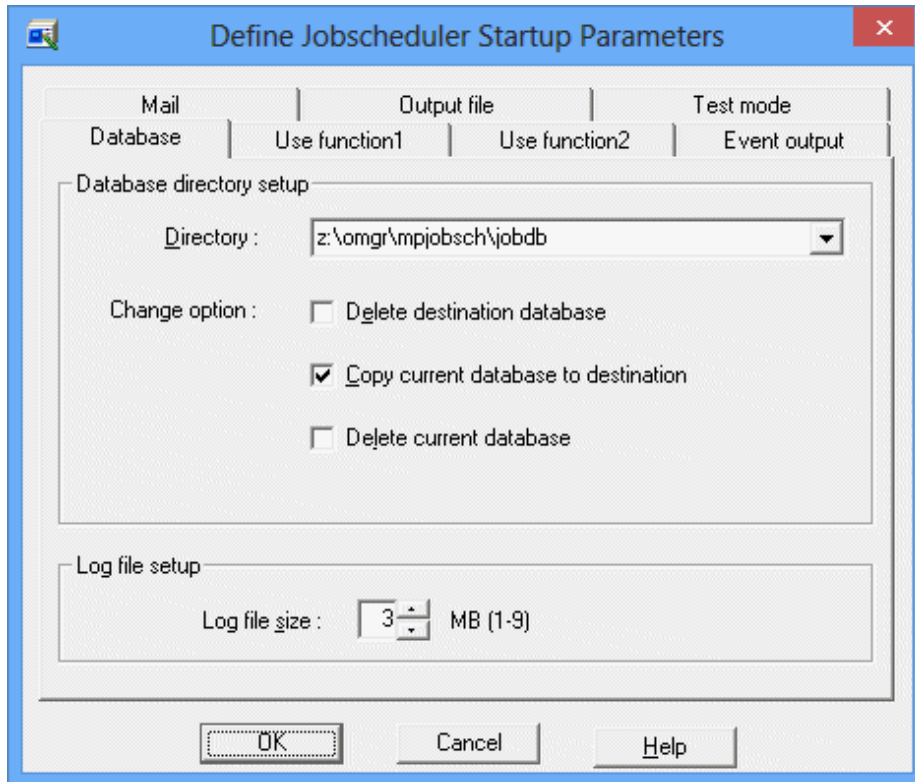 Define Jobscheduler Startup Parameters
Mail Output file Test mode
Database Use function1 Use function2 Event output
Database directory setup
Directory : z:\omgr\mpjobsch\jobdb
Change option : Delete destination database
Copy current database to destination
Delete current database
Log file setup
Log file size : 3 MB (1-9)
OK Cancel Help